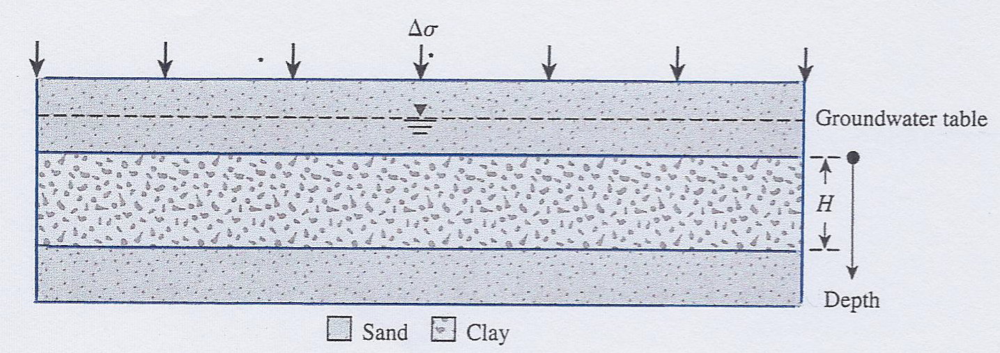 Δσ
Groundwater table
H
Depth
Sand
Clay